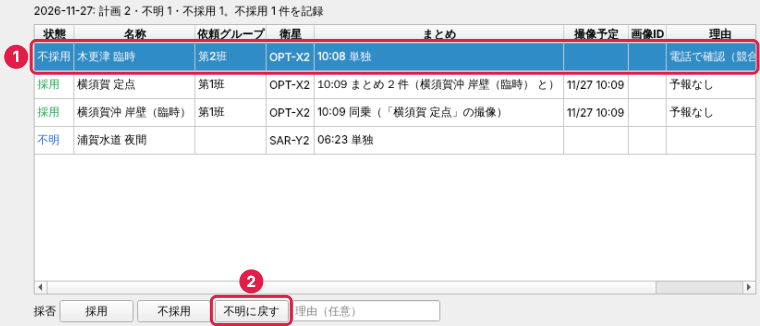 2026-11-27: 計画 2・不明 1・不採用 1。不採用 1 件を記録
状態 名称 依頼グループ 衛星 まとめ 撮像予定 画像ID 理由
1 不採用 木更津 臨時 第2班 OPT-X2 10:08 単独 電話で確認（競合
採用 横須賀 定点 第1班 OPT-X2 10:09 まとめ 2 件（横須賀沖 岸壁（臨時） と） 11/27 10:09 予報なし
採用 横須賀沖 岸壁（臨時） 第1班 OPT-X2 10:09 同乗（「横須賀 定点」の撮像） 11/27 10:09 予報なし
不明 浦賀水道 夜間 SAR-Y2 06:23 単独
2
採否 採用 不採用 不明に戻す 理由（任意）